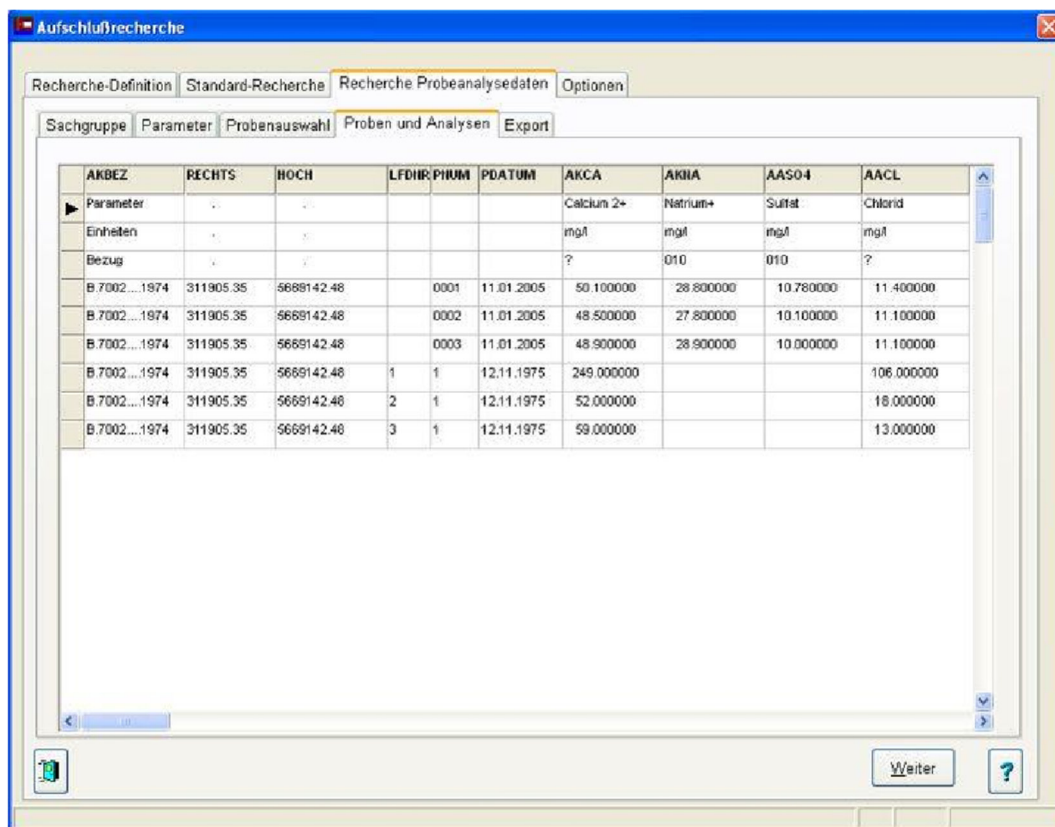 Aufschlußrecherche
Recherche-Definition Standard-Recherche Recherche Probeanalysedaten Optionen
Sachgruppe Parameter Probenauswahl Proben und Analysen Export
AKBEZ RECHTS HOCH LFDNR PNUM PDATUM AKCA AKNA AASO4 AACL
Parameter . . Calcium 2+ Natrium+ Sulfat Chlorid
Einheiten . . mg/l mg/l mg/l mg/l
Bezug . . ? 010 010 ?
B.7002....1974 311905.35 5669142.48 0001 11.01.2005 50.100000 28.800000 10.780000 11.400000
B.7002....1974 311905.35 5669142.48 0002 11.01.2005 48.500000 27.800000 10.100000 11.100000
B.7002....1974 311905.35 5669142.48 0003 11.01.2005 48.900000 28.900000 10.000000 11.100000
B.7002....1974 311905.35 5669142.48 1 1 12.11.1975 249.000000 106.000000
B.7002....1974 311905.35 5669142.48 2 1 12.11.1975 52.000000 18.000000
B.7002....1974 311905.35 5669142.48 3 1 12.11.1975 59.000000 13.000000
Weiter ?